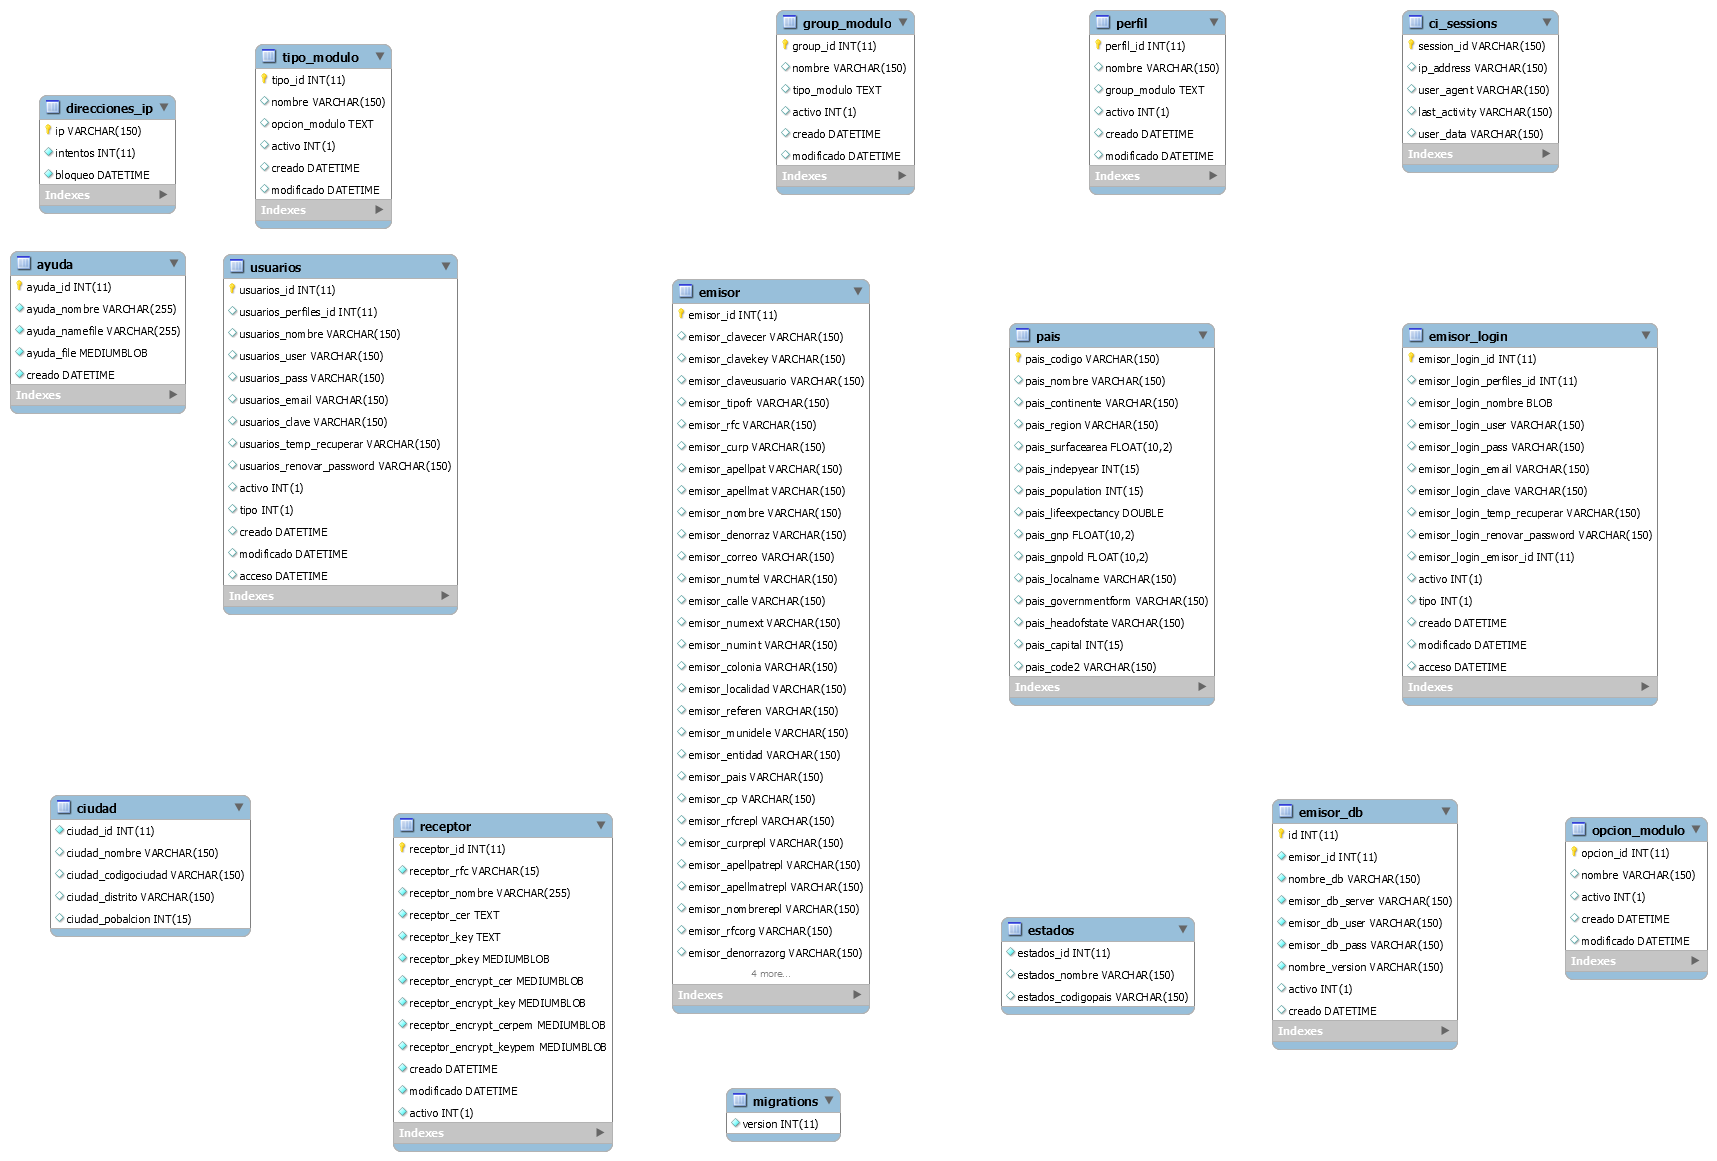 direcciones_ip
ip VARCHAR(150)
intentos INT(11)
bloqueo DATETIME
Indexes
tipo_modulo
tipo_id INT(11)
nombre VARCHAR(150)
opcion_modulo TEXT
activo INT(1)
creado DATETIME
modificado DATETIME
Indexes
group_modulo
group_id INT(11)
nombre VARCHAR(150)
tipo_modulo TEXT
activo INT(1)
creado DATETIME
modificado DATETIME
Indexes
perfil
perfil_id INT(11)
nombre VARCHAR(150)
group_modulo TEXT
activo INT(1)
creado DATETIME
modificado DATETIME
Indexes
ci_sessions
session_id VARCHAR(150)
ip_address VARCHAR(150)
user_agent VARCHAR(150)
last_activity VARCHAR(150)
user_data VARCHAR(150)
Indexes
ayuda
ayuda_id INT(11)
ayuda_nombre VARCHAR(255)
ayuda_namefile VARCHAR(255)
ayuda_file MEDIUMBLOB
creado DATETIME
Indexes
usuarios
usuarios_id INT(11)
usuarios_perfiles_id INT(11)
usuarios_nombre VARCHAR(150)
usuarios_user VARCHAR(150)
usuarios_pass VARCHAR(150)
usuarios_email VARCHAR(150)
usuarios_clave VARCHAR(150)
usuarios_temp_recuperar VARCHAR(150)
usuarios_renovar_password VARCHAR(150)
activo INT(1)
tipo INT(1)
creado DATETIME
modificado DATETIME
acceso DATETIME
Indexes
emisor
emisor_id INT(11)
emisor_clavecer VARCHAR(150)
emisor_clavekey VARCHAR(150)
emisor_claveusuario VARCHAR(150)
emisor_tipofr VARCHAR(150)
emisor_rfc VARCHAR(150)
emisor_curp VARCHAR(150)
emisor_apellpat VARCHAR(150)
emisor_apellmat VARCHAR(150)
emisor_nombre VARCHAR(150)
emisor_denorraz VARCHAR(150)
emisor_correo VARCHAR(150)
emisor_numtel VARCHAR(150)
emisor_calle VARCHAR(150)
emisor_numext VARCHAR(150)
emisor_numint VARCHAR(150)
emisor_colonia VARCHAR(150)
emisor_localidad VARCHAR(150)
emisor_referen VARCHAR(150)
emisor_munidele VARCHAR(150)
emisor_entidad VARCHAR(150)
emisor_pais VARCHAR(150)
emisor_cp VARCHAR(150)
emisor_rfcrepl VARCHAR(150)
emisor_curprepl VARCHAR(150)
emisor_apellpatrepl VARCHAR(150)
emisor_apellmatrepl VARCHAR(150)
emisor_nombrerepl VARCHAR(150)
emisor_rfcorg VARCHAR(150)
emisor_denorrazorg VARCHAR(150)
4 more...
Indexes
pais
pais_codigo VARCHAR(150)
pais_nombre VARCHAR(150)
pais_continente VARCHAR(150)
pais_region VARCHAR(150)
pais_surfacearea FLOAT(10,2)
pais_indepyear INT(15)
pais_population INT(15)
pais_lifeexpectancy DOUBLE
pais_gnp FLOAT(10,2)
pais_gnpold FLOAT(10,2)
pais_localname VARCHAR(150)
pais_governmentform VARCHAR(150)
pais_headofstate VARCHAR(150)
pais_capital INT(15)
pais_code2 VARCHAR(150)
Indexes
emisor_login
emisor_login_id INT(11)
emisor_login_perfiles_id INT(11)
emisor_login_nombre BLOB
emisor_login_user VARCHAR(150)
emisor_login_pass VARCHAR(150)
emisor_login_email VARCHAR(150)
emisor_login_clave VARCHAR(150)
emisor_login_temp_recuperar VARCHAR(150)
emisor_login_renovar_password VARCHAR(150)
emisor_login_emisor_id INT(11)
activo INT(1)
tipo INT(1)
creado DATETIME
modificado DATETIME
acceso DATETIME
Indexes
ciudad
ciudad_id INT(11)
ciudad_nombre VARCHAR(150)
ciudad_codigociudad VARCHAR(150)
ciudad_distrito VARCHAR(150)
ciudad_pobalcion INT(15)
Indexes
receptor
receptor_id INT(11)
receptor_rfc VARCHAR(15)
receptor_nombre VARCHAR(255)
receptor_cer TEXT
receptor_key TEXT
receptor_pkey MEDIUMBLOB
receptor_encrypt_cer MEDIUMBLOB
receptor_encrypt_key MEDIUMBLOB
receptor_encrypt_cerpem MEDIUMBLOB
receptor_encrypt_keypem MEDIUMBLOB
creado DATETIME
modificado DATETIME
activo INT(1)
Indexes
estados
estados_id INT(11)
estados_nombre VARCHAR(150)
estados_codigopais VARCHAR(150)
Indexes
emisor_db
id INT(11)
emisor_id INT(11)
nombre_db VARCHAR(150)
emisor_db_server VARCHAR(150)
emisor_db_user VARCHAR(150)
emisor_db_pass VARCHAR(150)
nombre_version VARCHAR(150)
activo INT(1)
creado DATETIME
Indexes
opcion_modulo
opcion_id INT(11)
nombre VARCHAR(150)
activo INT(1)
creado DATETIME
modificado DATETIME
Indexes
migrations
version INT(11)